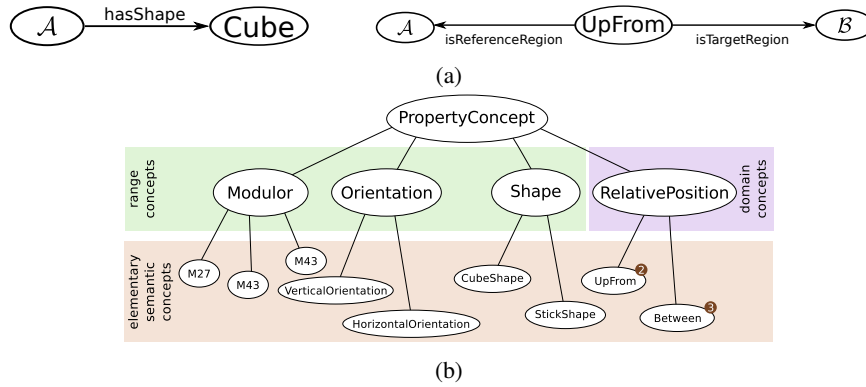 𝒜 hasShape Cube
𝒜 isReferenceRegion UpFrom isTargetRegion ℬ
(a)
PropertyConcept
range concepts
Modulor Orientation Shape RelativePosition
domain concepts
elementary semantic concepts
M27 M43 M43
VerticalOrientation
HorizontalOrientation
CubeShape
StickShape
UpFrom 2
Between 3
(b)